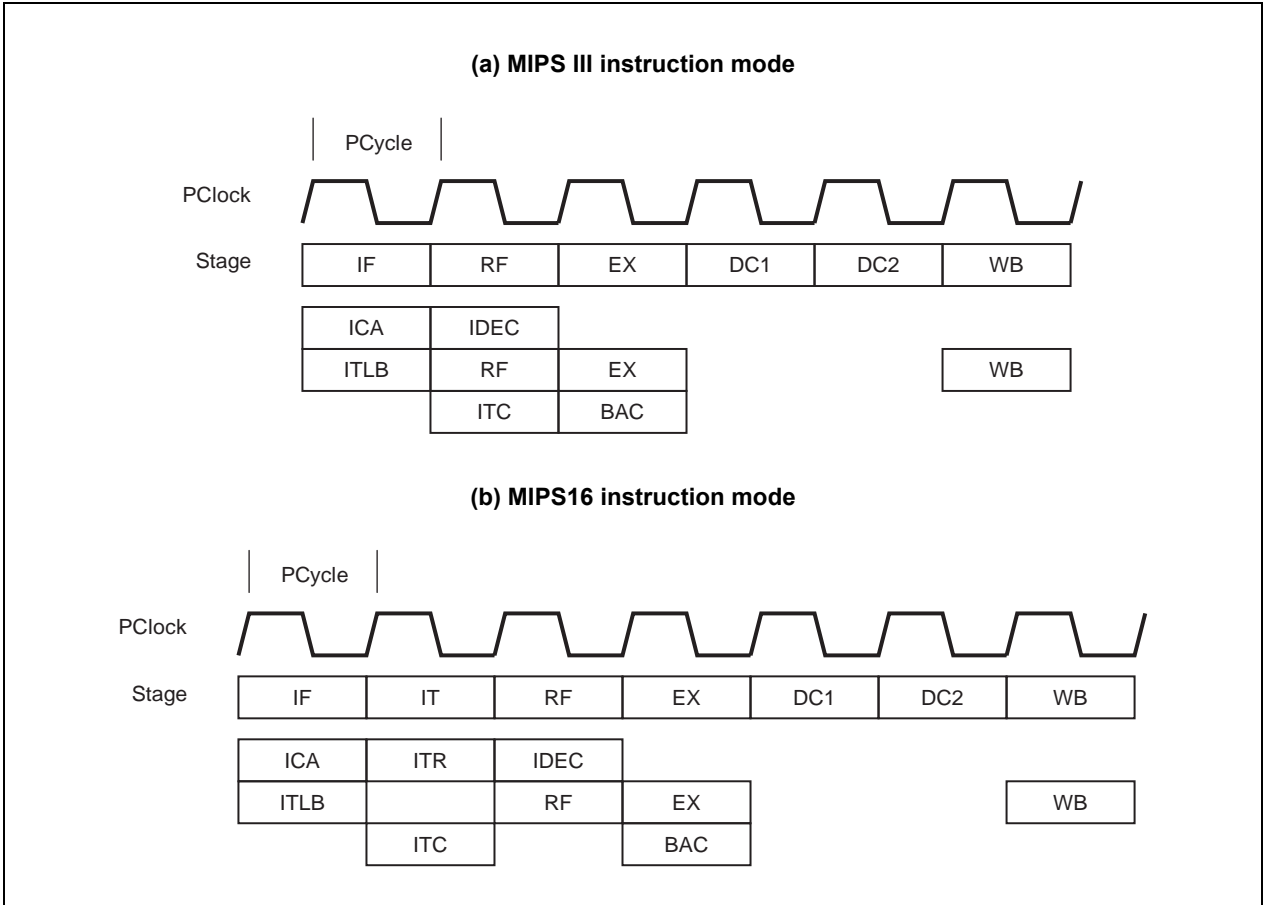 (a) MIPS III instruction mode
PCycle
PClock
Stage IF RF EX DC1 DC2 WB
ICA IDEC
ITLB RF EX WB
ITC BAC
(b) MIPS16 instruction mode
PCycle
PClock
Stage IF IT RF EX DC1 DC2 WB
ICA ITR IDEC
ITLB RF EX WB
ITC BAC